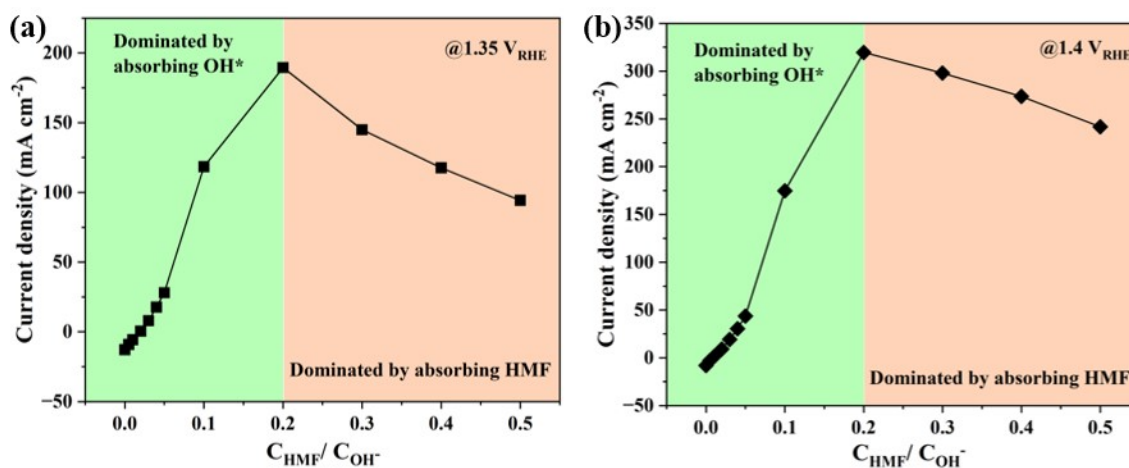 (a)
Dominated by
absorbing OH*
@1.35 V_RHE
Current density (mA cm⁻²)
200
150
100
50
0
−50
Dominated by absorbing HMF
0.0 0.1 0.2 0.3 0.4 0.5
C_HMF/ C_OH⁻
(b)
Dominated by
absorbing OH*
@1.4 V_RHE
Current density (mA cm⁻²)
350
300
250
200
150
100
50
0
−50
Dominated by absorbing HMF
0.0 0.1 0.2 0.3 0.4 0.5
C_HMF/ C_OH⁻